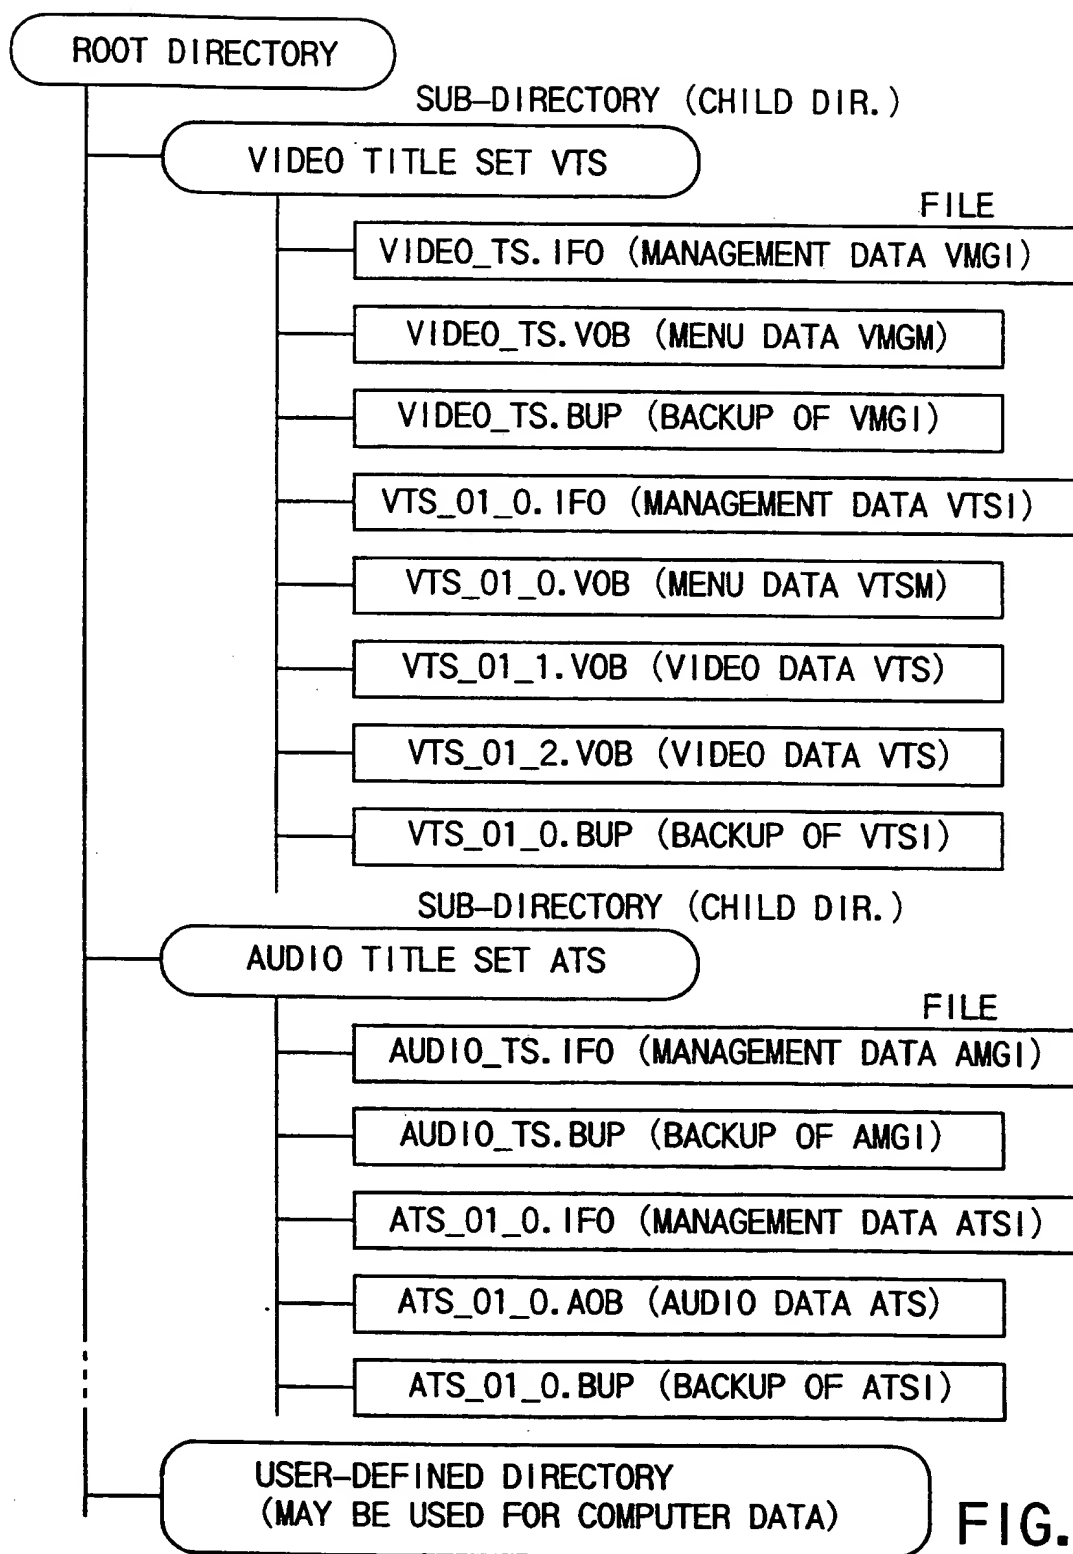 ROOT DIRECTORY
SUB-DIRECTORY (CHILD DIR.)
VIDEO TITLE SET VTS
FILE
VIDEO_TS.IFO (MANAGEMENT DATA VMGI)
VIDEO_TS.VOB (MENU DATA VMGM)
VIDEO_TS.BUP (BACKUP OF VMGI)
VTS_01_0.IFO (MANAGEMENT DATA VTSI)
VTS_01_0.VOB (MENU DATA VTSM)
VTS_01_1.VOB (VIDEO DATA VTS)
VTS_01_2.VOB (VIDEO DATA VTS)
VTS_01_0.BUP (BACKUP OF VTSI)
SUB-DIRECTORY (CHILD DIR.)
AUDIO TITLE SET ATS
FILE
AUDIO_TS.IFO (MANAGEMENT DATA AMGI)
AUDIO_TS.BUP (BACKUP OF AMGI)
ATS_01_0.IFO (MANAGEMENT DATA ATSI)
ATS_01_0.AOB (AUDIO DATA ATS)
ATS_01_0.BUP (BACKUP OF ATSI)
USER-DEFINED DIRECTORY
(MAY BE USED FOR COMPUTER DATA)
FIG.